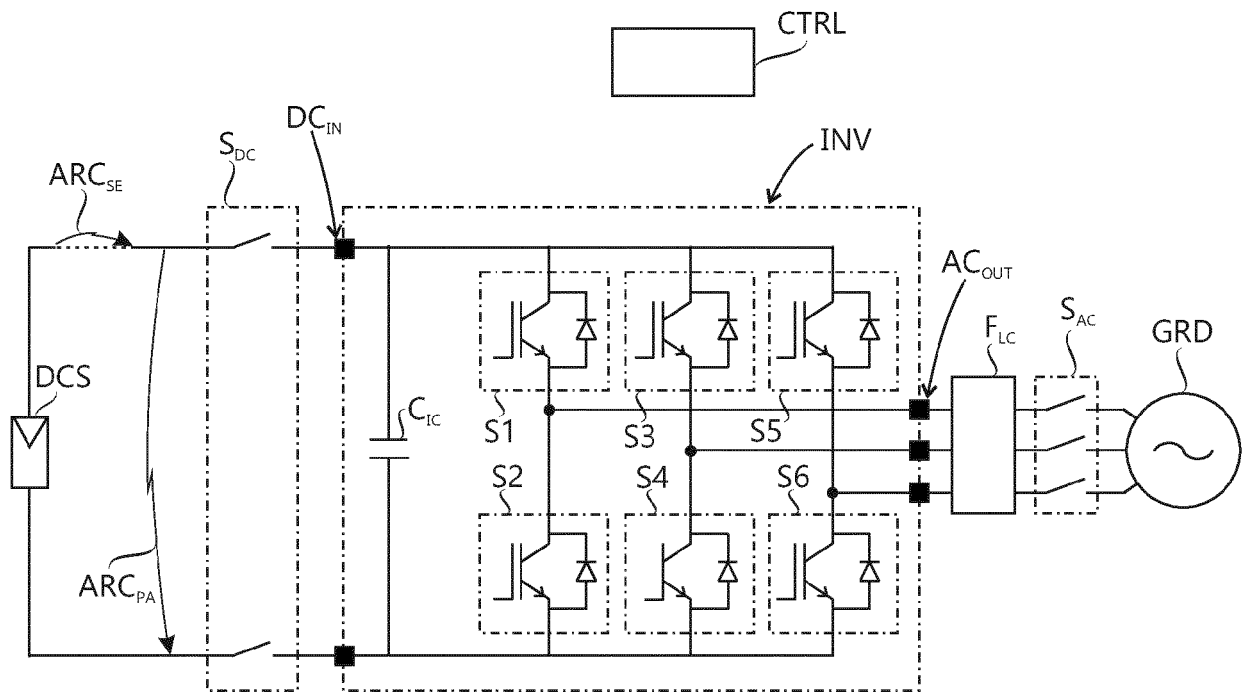 CTRL
DC_IN
INV
S_DC
ARC_SE
AC_OUT
F_LC
S_AC
GRD
DCS
C_IC
S1
S3
S5
S2
S4
S6
ARC_PA